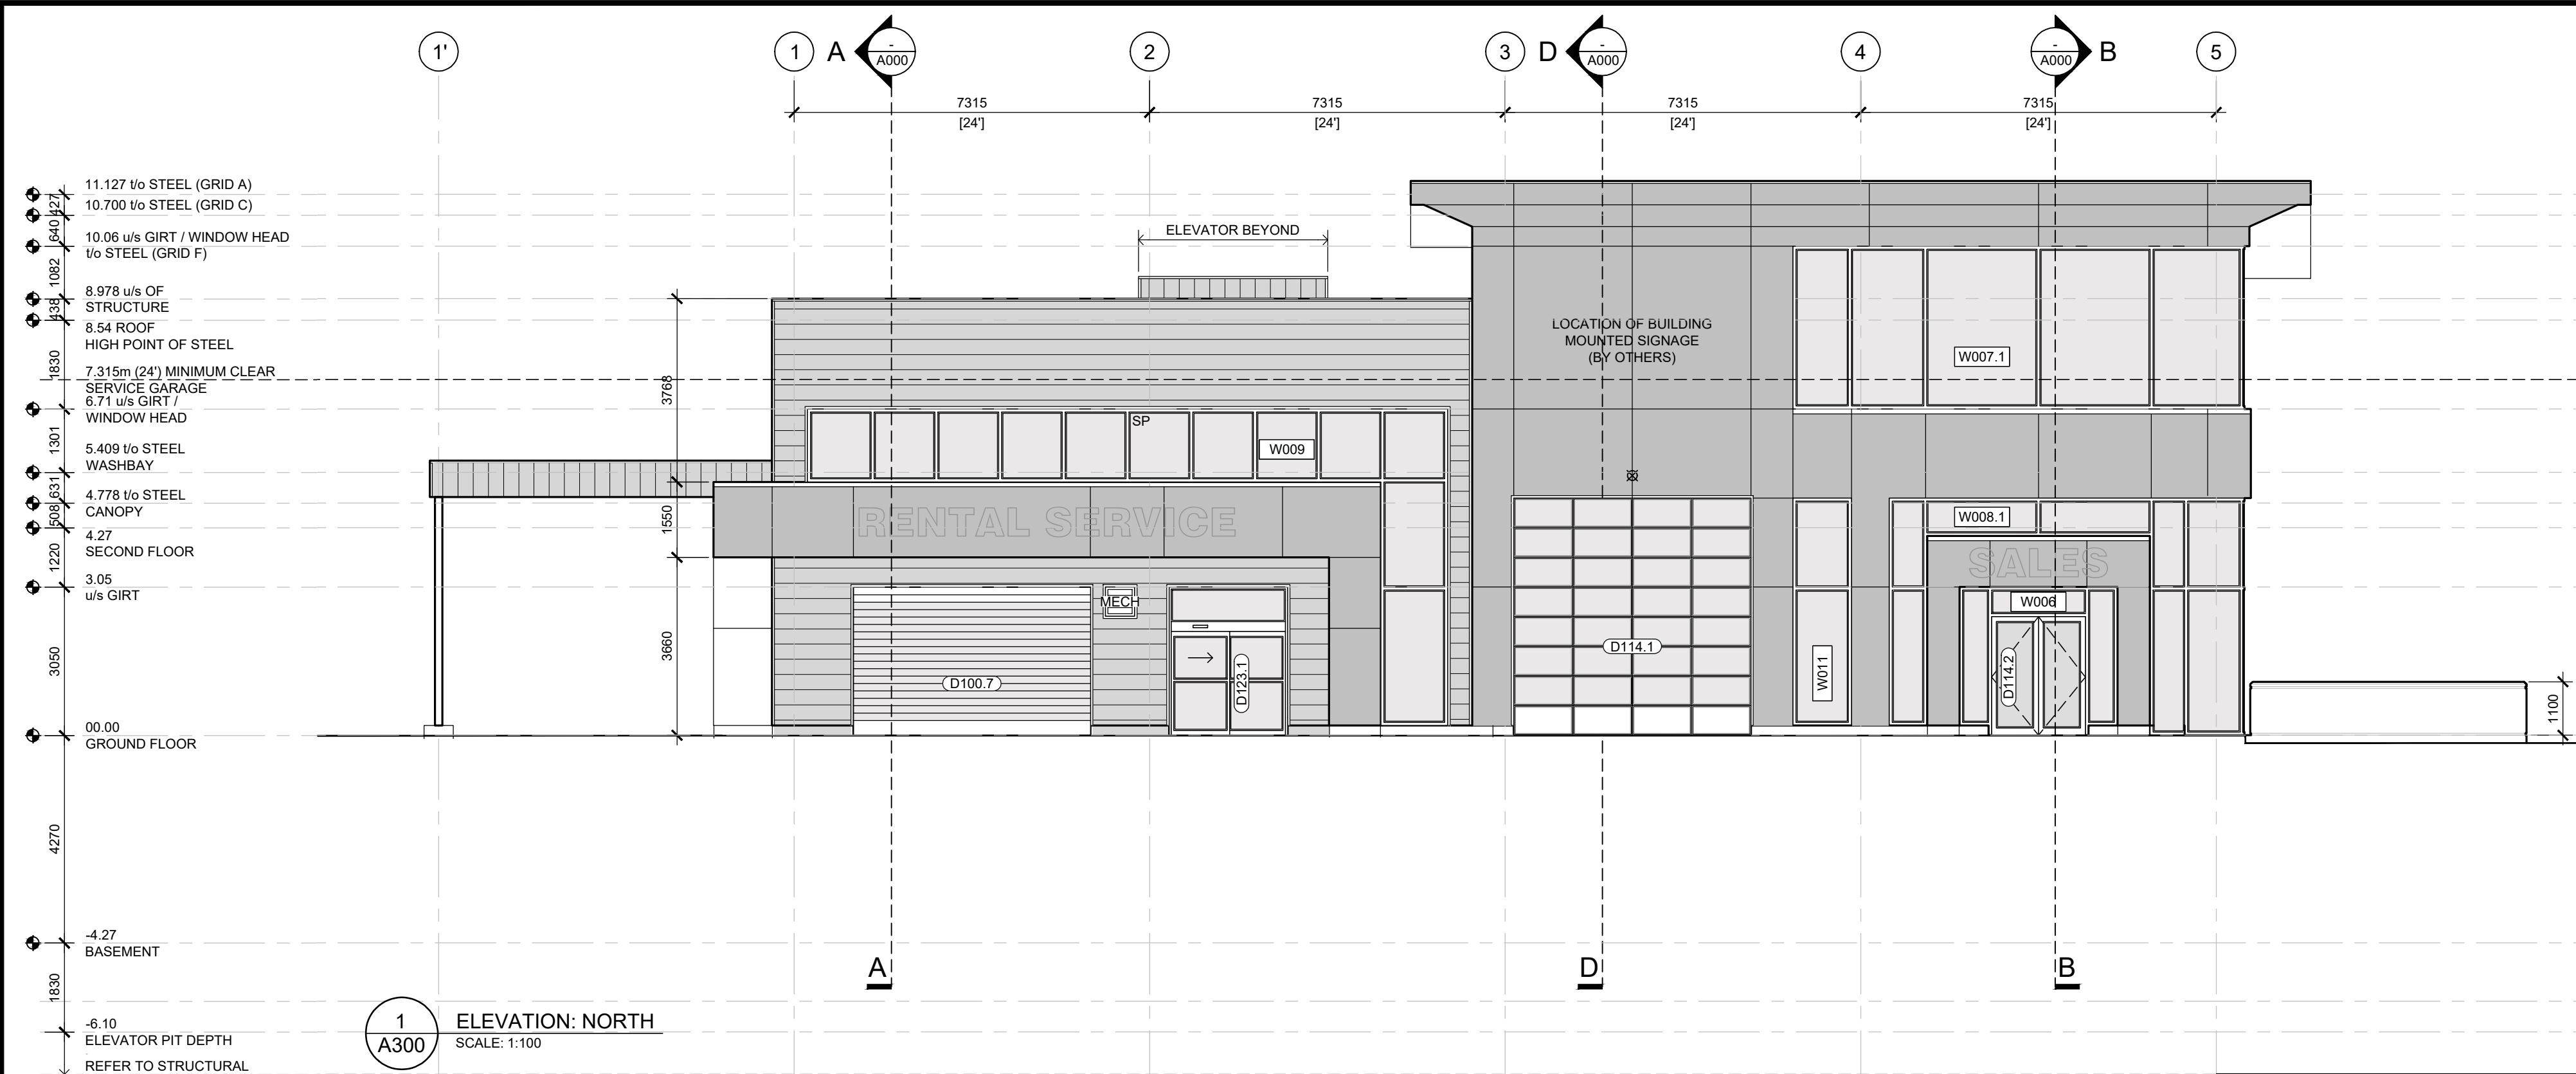 1'
1
A
-
A000
2
3
D
-
A000
4
-
A000
B
5
7315
[24']
7315
[24']
7315
[24']
7315
[24']
11.127 t/o STEEL (GRID A)
427
10.700 t/o STEEL (GRID C)
640
10.06 u/s GIRT / WINDOW HEAD
t/o STEEL (GRID F)
1082
8.978 u/s OF
STRUCTURE
438
8.54 ROOF
HIGH POINT OF STEEL
1830
7.315m (24') MINIMUM CLEAR
SERVICE GARAGE
6.71 u/s GIRT /
WINDOW HEAD
1301
5.409 t/o STEEL
WASHBAY
631
4.778 t/o STEEL
CANOPY
508
4.27
SECOND FLOOR
1220
3.05
u/s GIRT
3050
00.00
GROUND FLOOR
4270
-4.27
BASEMENT
1830
-6.10
ELEVATOR PIT DEPTH
REFER TO STRUCTURAL
ELEVATOR BEYOND
3768
1550
3660
LOCATION OF BUILDING
MOUNTED SIGNAGE
(BY OTHERS)
W007.1
SP
W009
RENTAL SERVICE
W008.1
SALES
MECH
W006
D100.7
D123.1
D114.1
W011
D114.2
1100
A
D
B
1
A300
ELEVATION: NORTH
SCALE: 1:100